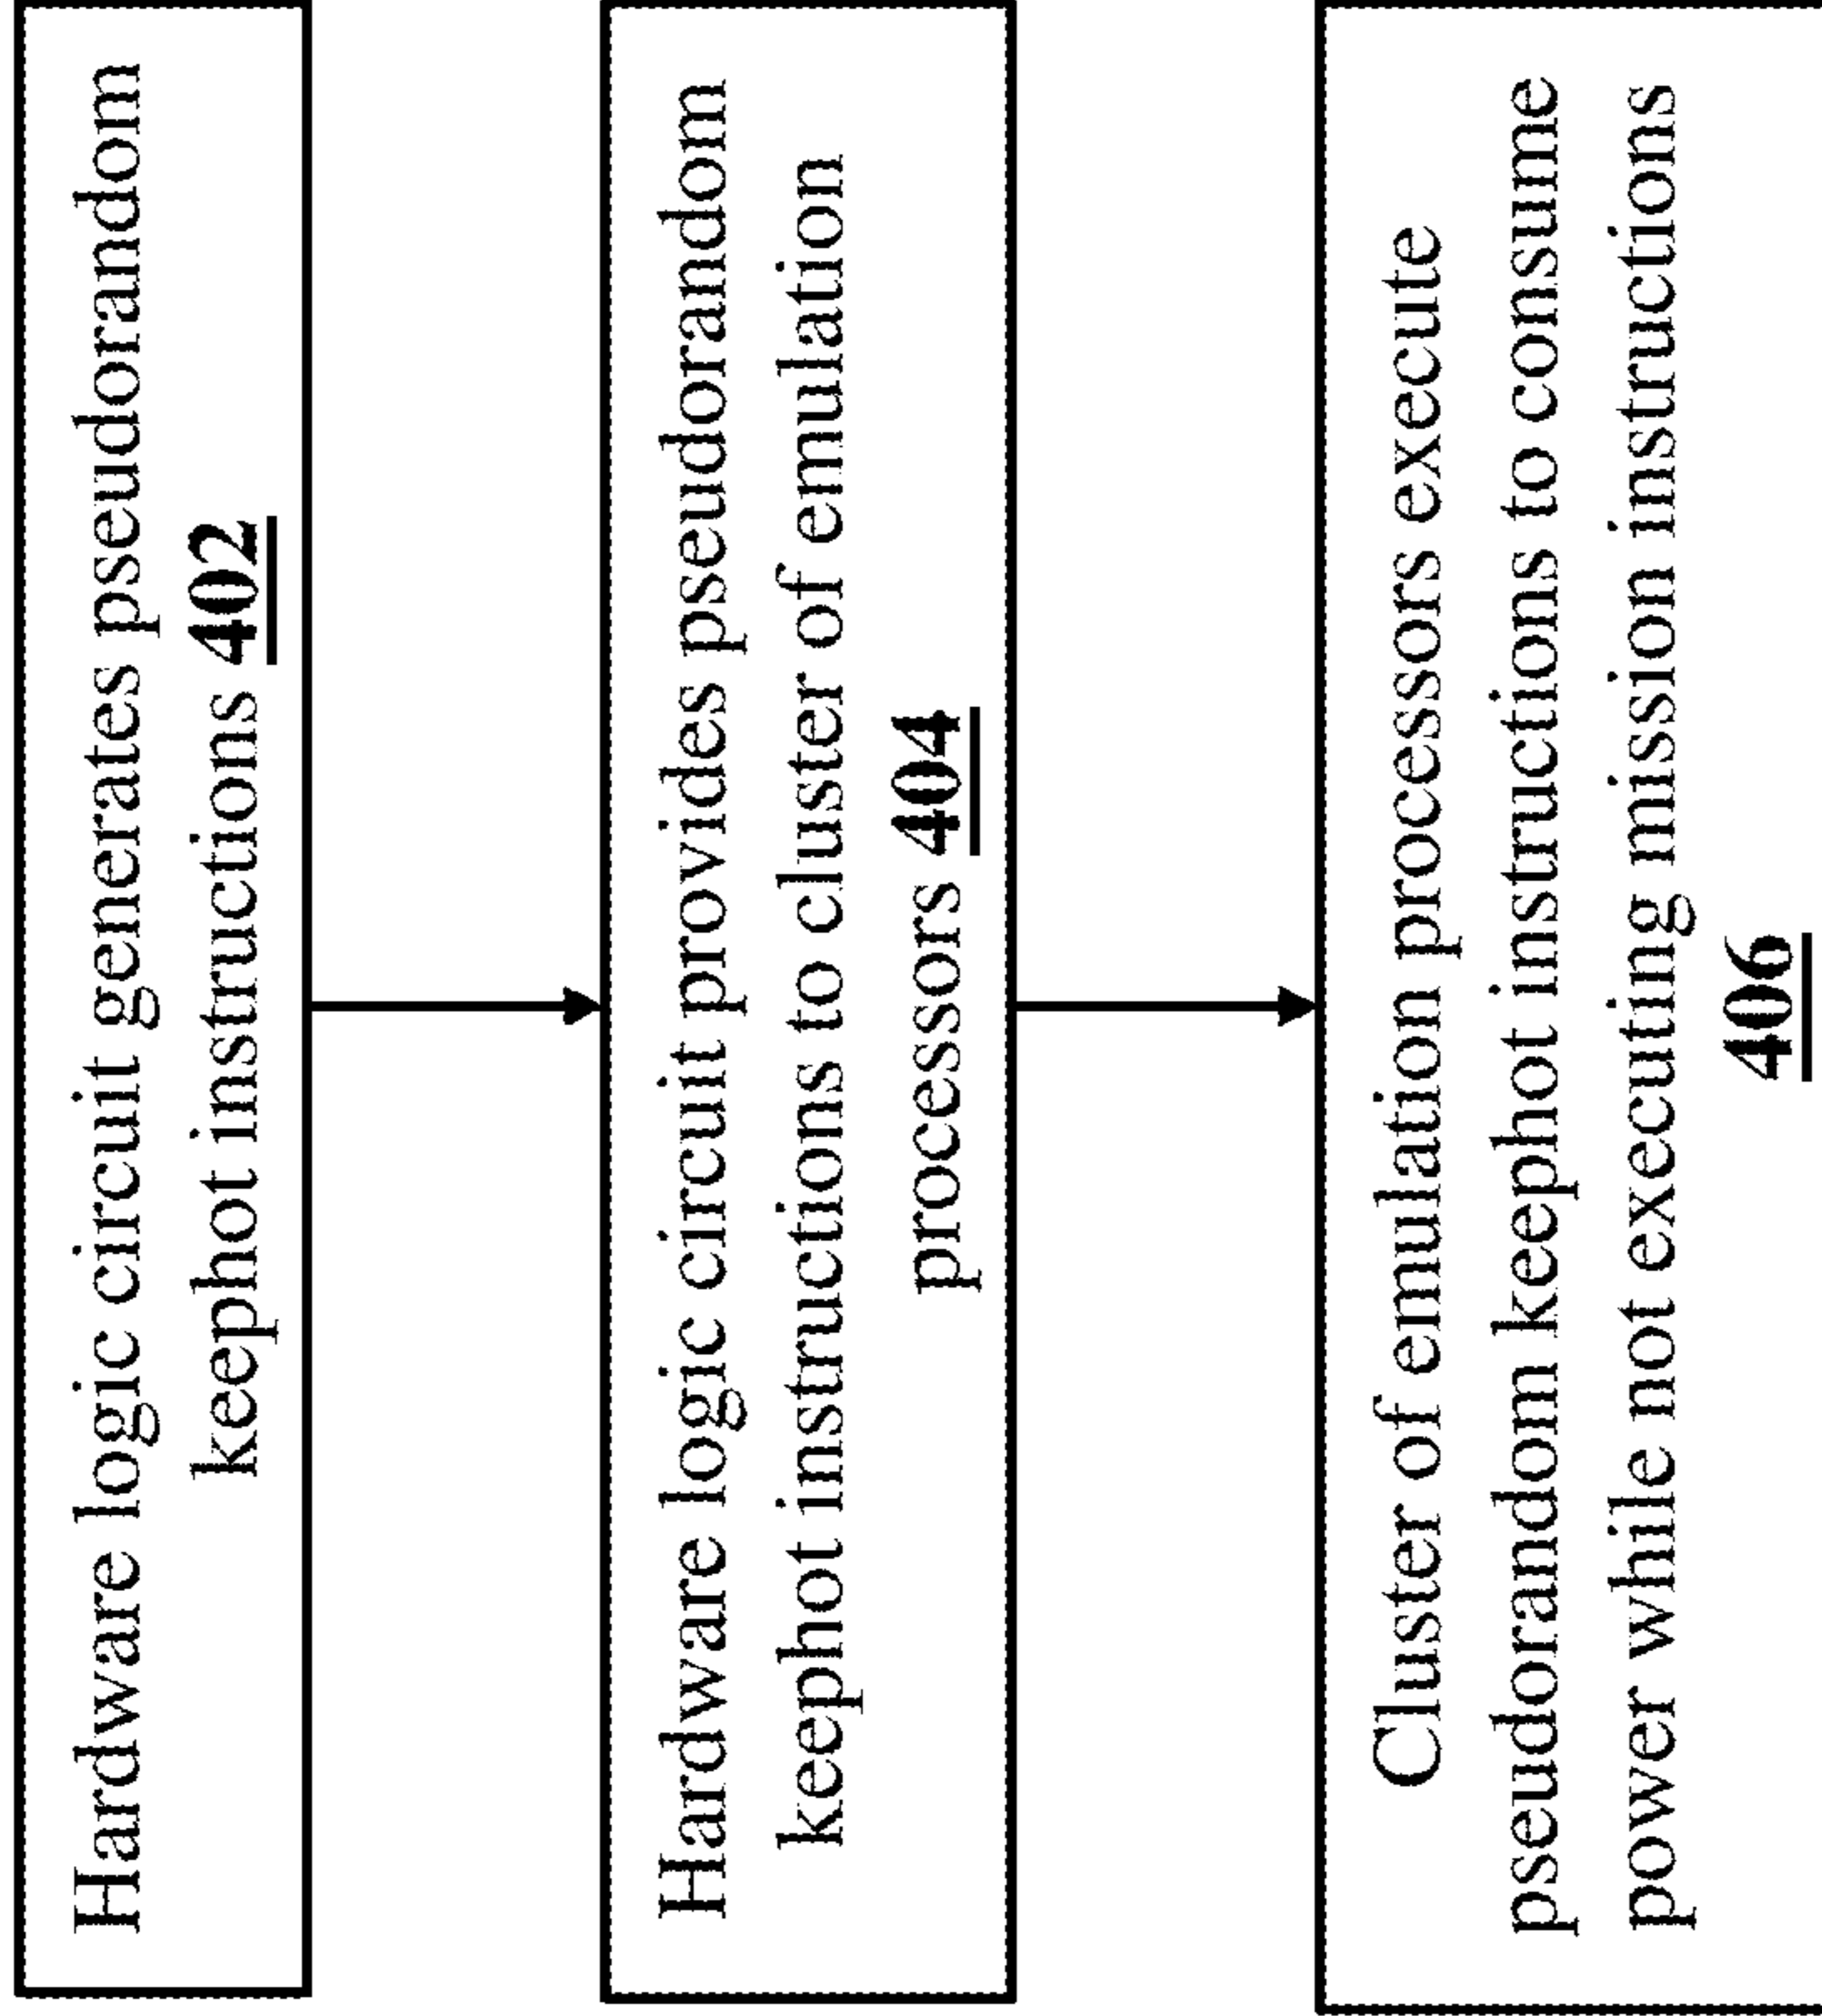 Hardware logic circuit generates pseudorandom
keephot instructions 402
Hardware logic circuit provides pseudorandom
keephot instructions to cluster of emulation
processors 404
Cluster of emulation processors execute
pseudorandom keephot instructions to consume
power while not executing mission instructions
406